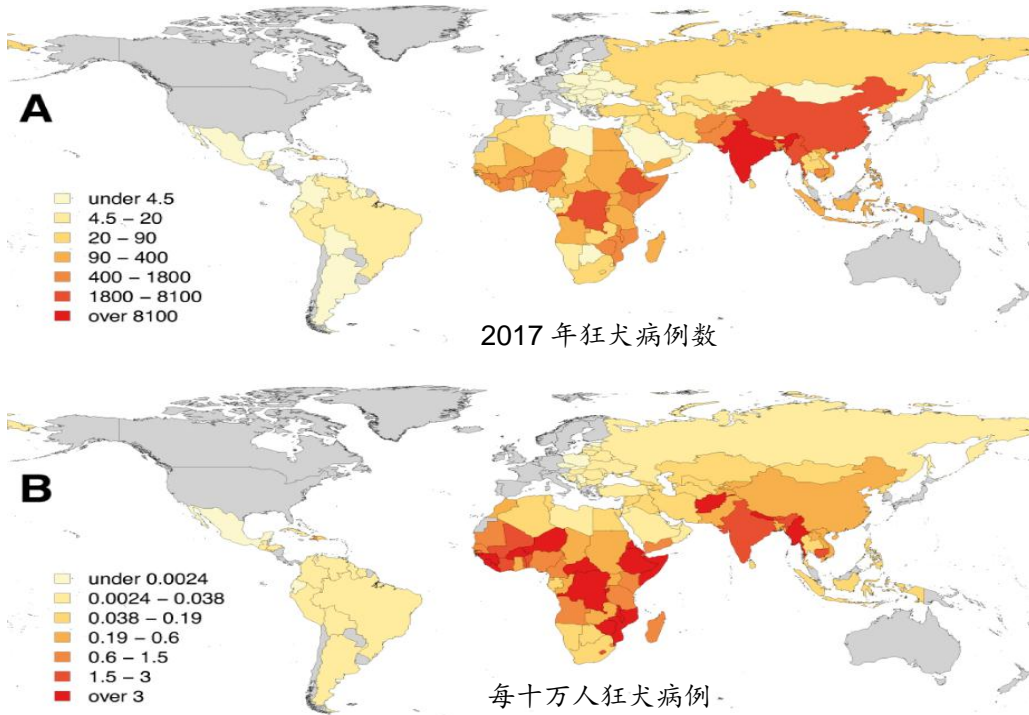 A
under 4.5
4.5 – 20
20 – 90
90 – 400
400 – 1800
1800 – 8100
over 8100
2017 年狂犬病例数
B
under 0.0024
0.0024 – 0.038
0.038 – 0.19
0.19 – 0.6
0.6 – 1.5
1.5 – 3
over 3
每十万人狂犬病例